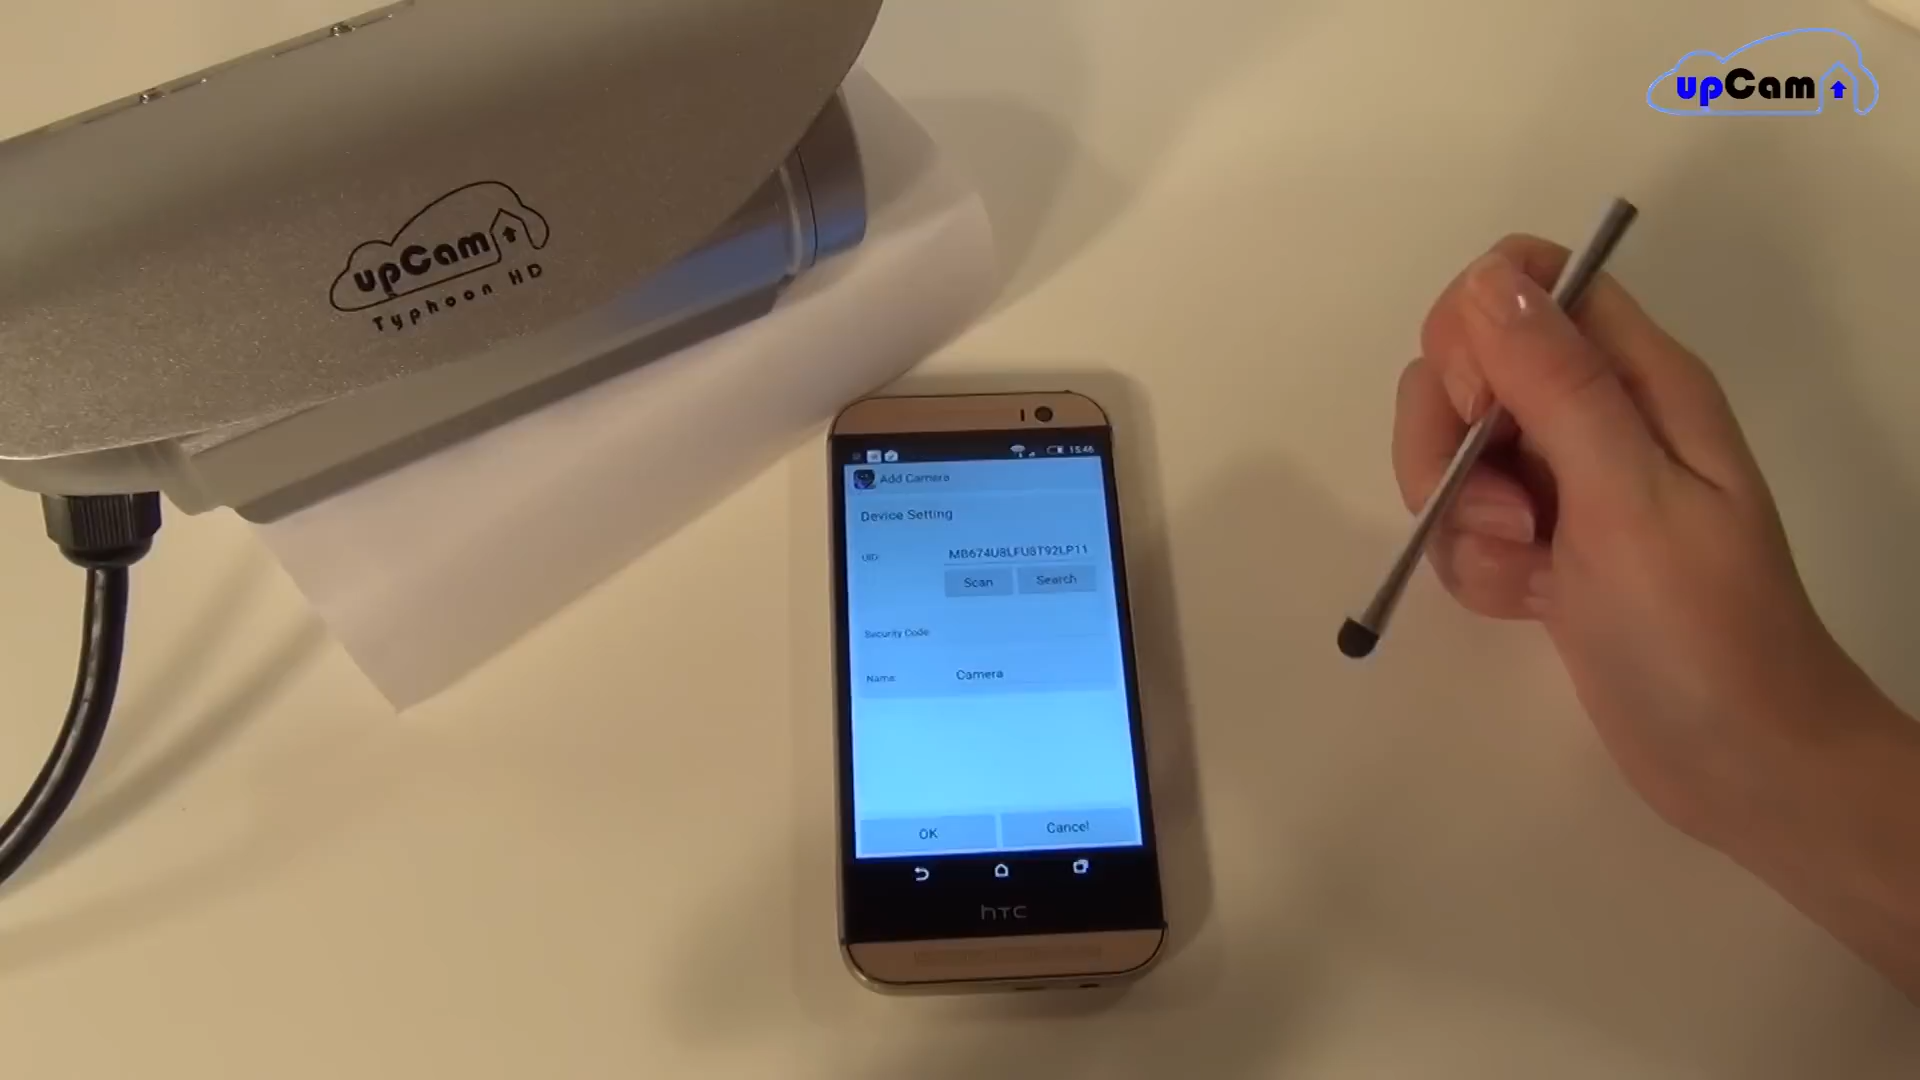 upCam
upCam
Typhoon HD
15:46
Add Camera
Device Setting
UID: MB674U8LFU8T92LP11
Scan Search
Security Code:
Name: Camera
OK Cancel
hTC